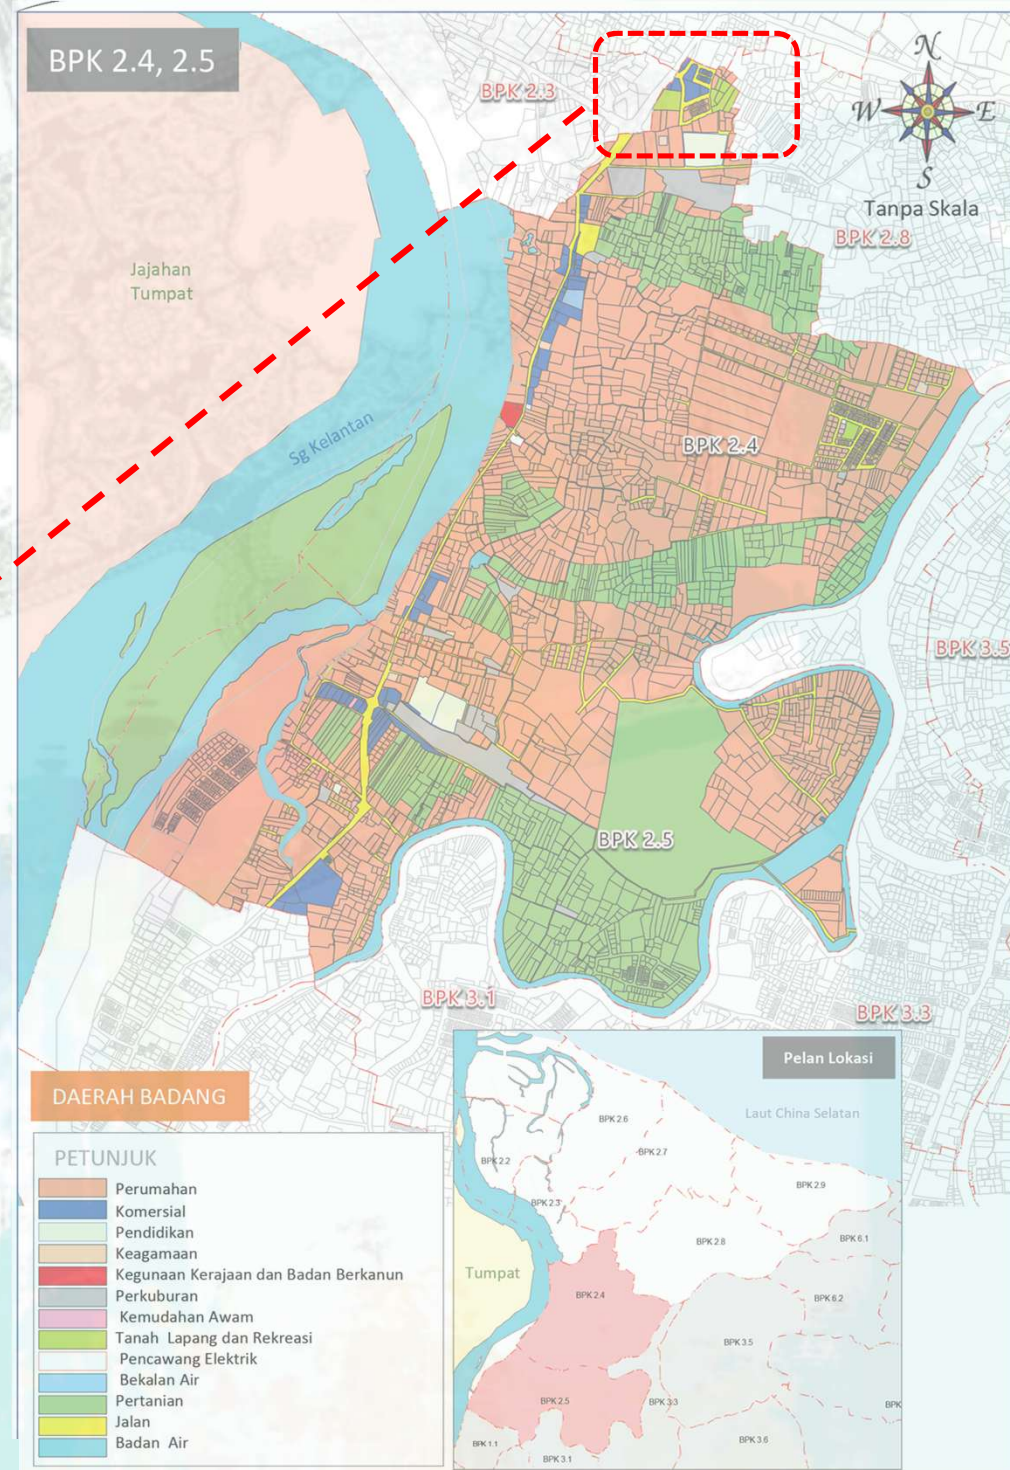 BPK 2.4, 2.5
BPK 2.3
N
W
E
S
Tanpa Skala
BPK 2.8
Jajahan
Tumpat
Sg Kelantan
BPK 2.4
BPK 3.5
BPK 2.5
BPK 3.1
BPK 3.3
Pelan Lokasi
Laut China Selatan
BPK 2.6
BPK 2.7
BPK 2.2
BPK 2.9
BPK 2.3
BPK 2.8
BPK 6.1
Tumpat
BPK 2.4
BPK 6.2
BPK 3.5
BPK 2.5
BPK 3.3
BPK
BPK 1.1
BPK 3.6
BPK 3.1
DAERAH BADANG
PETUNJUK
Perumahan
Komersial
Pendidikan
Keagamaan
Kegunaan Kerajaan dan Badan Berkanun
Perkuburan
Kemudahan Awam
Tanah Lapang dan Rekreasi
Pencawang Elektrik
Bekalan Air
Pertanian
Jalan
Badan Air